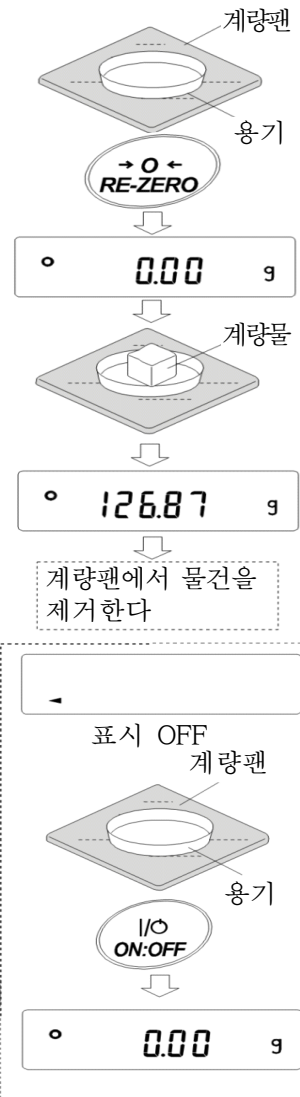 계량팬
용기
→ 0 ←
RE-ZERO
0.00 g
계량물
126.87 g
계량팬에서 물건을
제거한다
표시 OFF
계량팬
용기
I/
ON:OFF
0.00 g